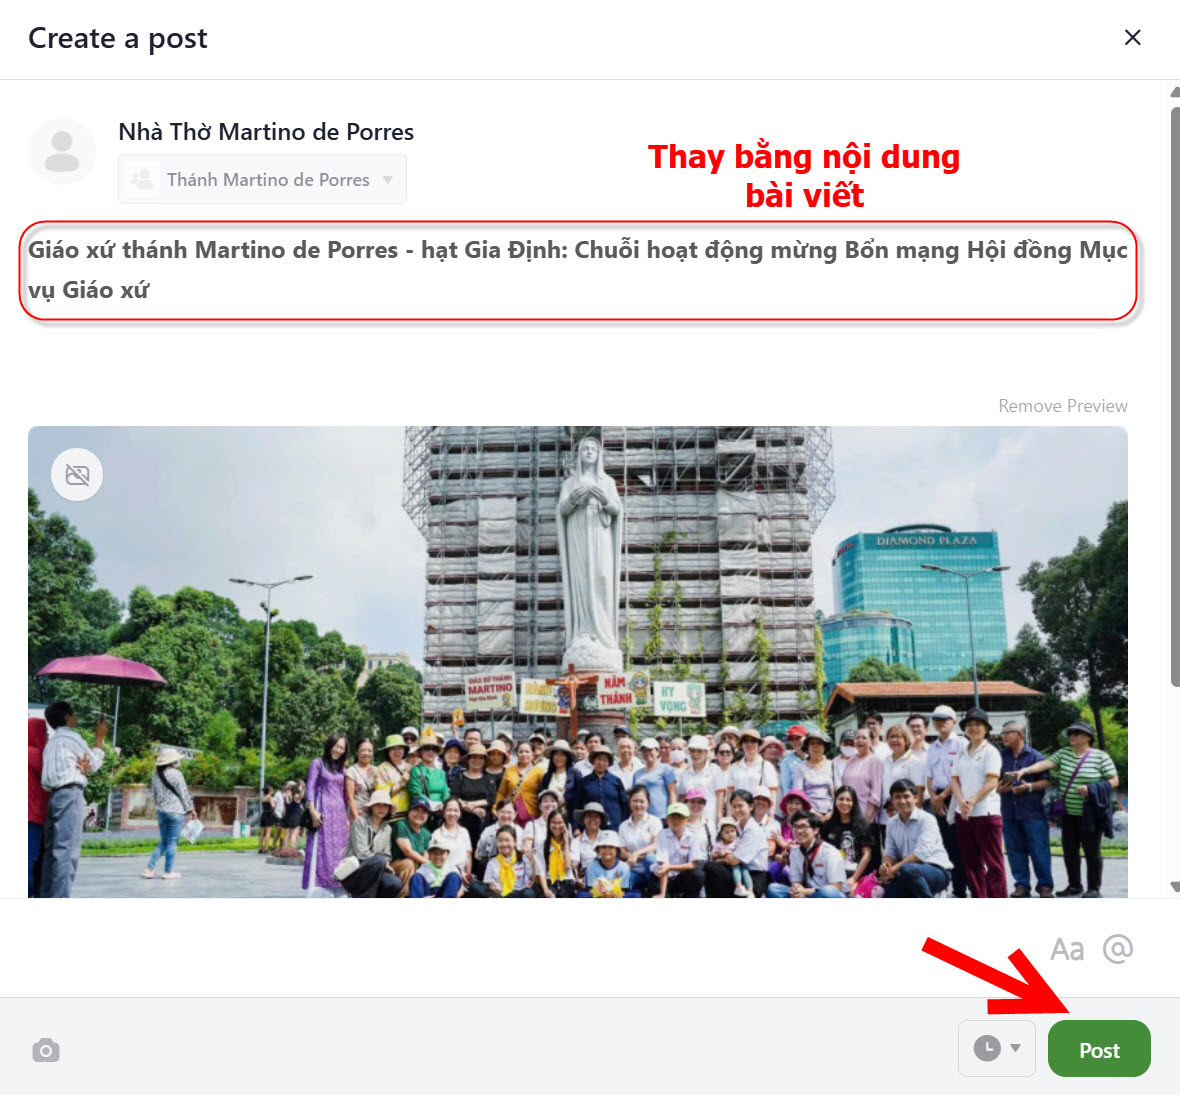 Create a post
Nhà Thờ Martino de Porres
Thánh Martino de Porres
Thay bằng nội dung
bài viết
Giáo xứ thánh Martino de Porres - hạt Gia Định: Chuỗi hoạt động mừng Bổn mạng Hội đồng Mục
vụ Giáo xứ
Remove Preview
DIAMOND PLAZA
GIÁO XỨ THÁNH
MARTINO
NĂM
THÁNH
HY
VỌNG
Aa @
Post